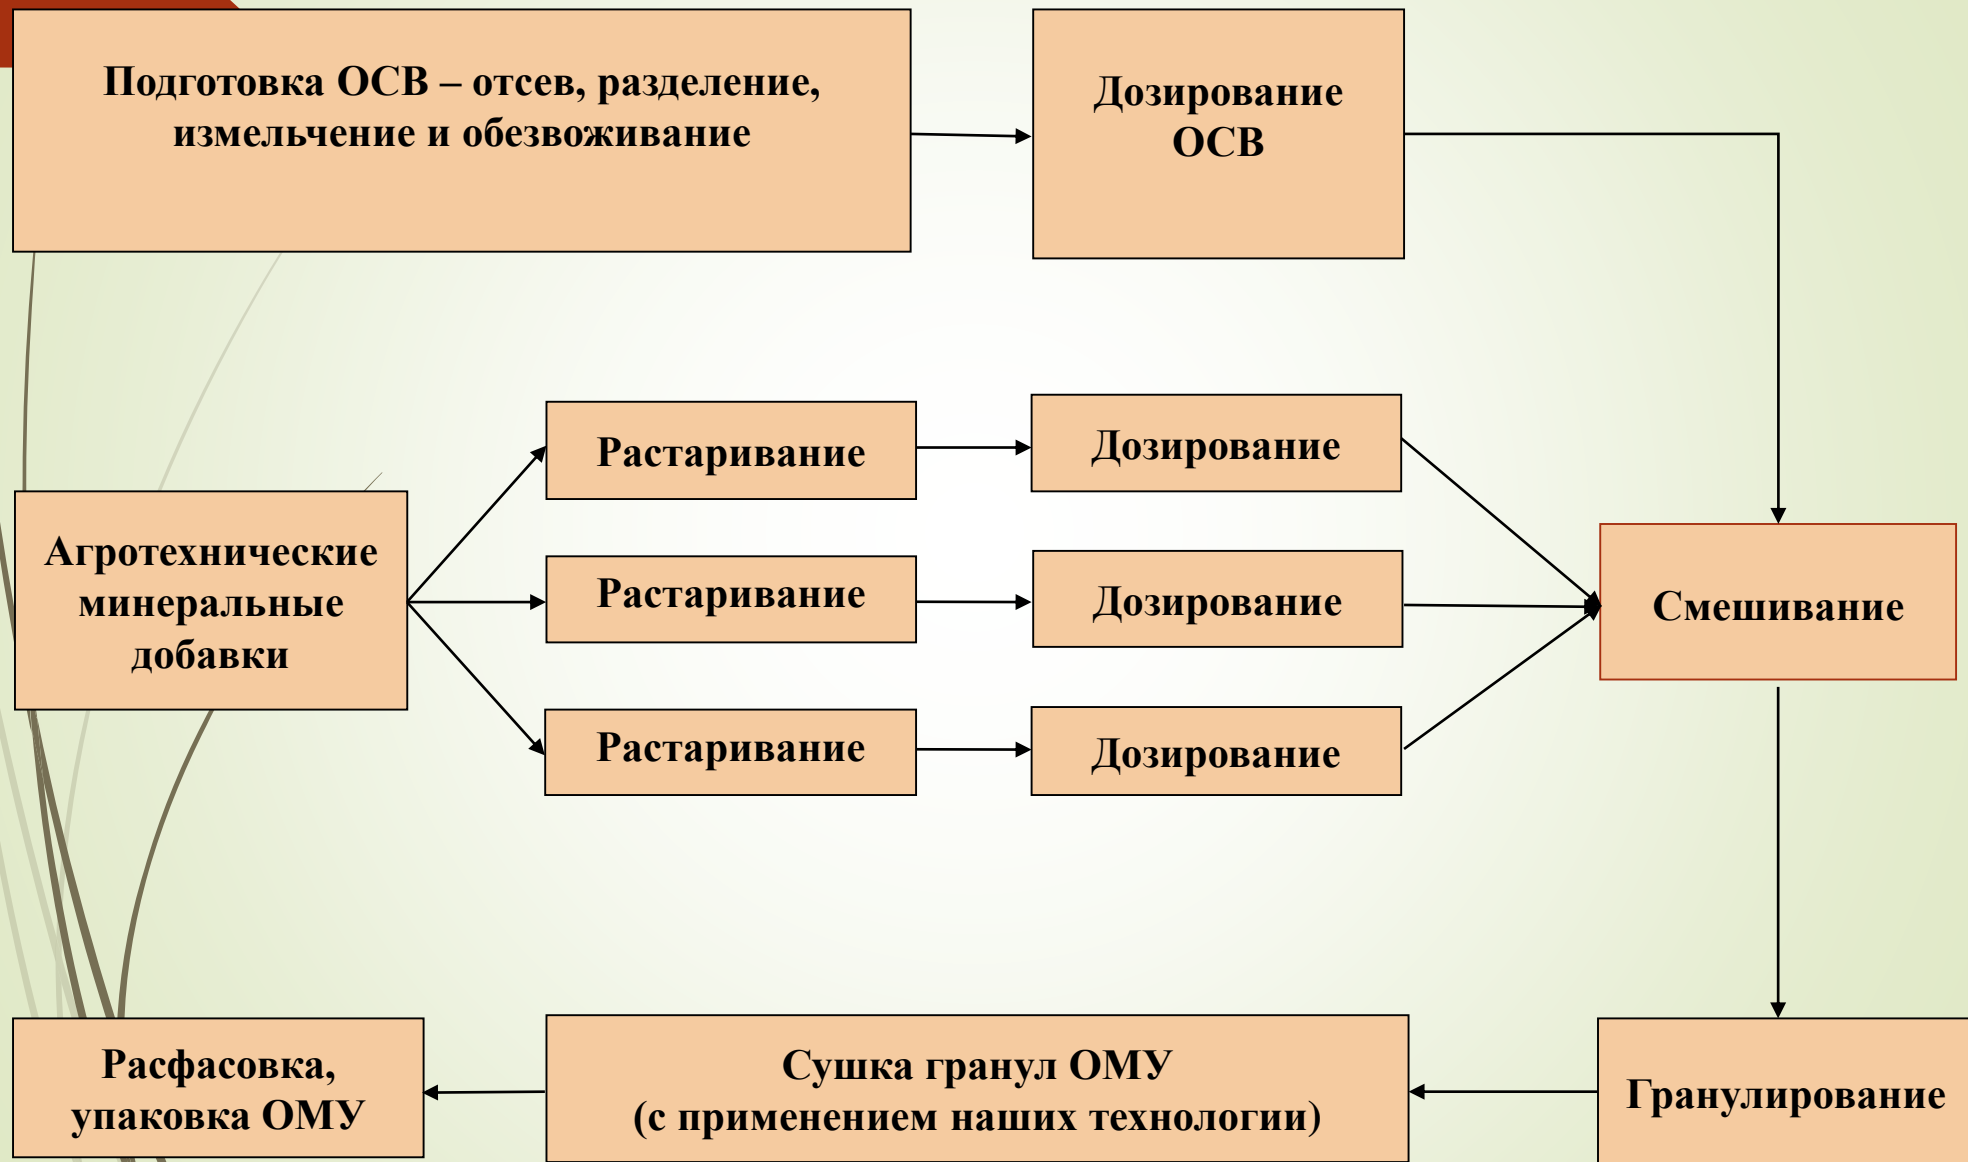 Подготовка ОСВ – отсев, разделение,
измельчение и обезвоживание
Дозирование
ОСВ
Растаривание
Дозирование
Агротехнические
минеральные
добавки
Растаривание
Дозирование
Смешивание
Растаривание
Дозирование
Расфасовка,
упаковка ОМУ
Сушка гранул ОМУ
(с применением наших технологии)
Гранулирование